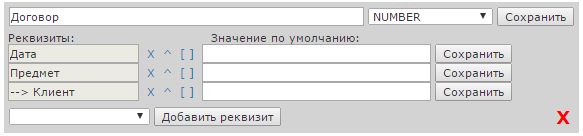 Договор NUMBER Сохранить
Реквизиты: Значение по умолчанию:
Дата X ^ [ ] Сохранить
Предмет X ^ [ ] Сохранить
--> Клиент X ^ [ ] Сохранить
Добавить реквизит X